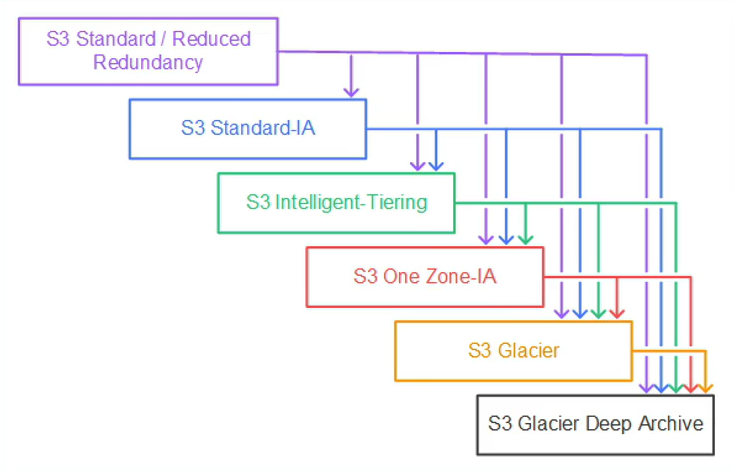 S3 Standard / Reduced
Redundancy
S3 Standard-IA
S3 Intelligent-Tiering
S3 One Zone-IA
S3 Glacier
S3 Glacier Deep Archive